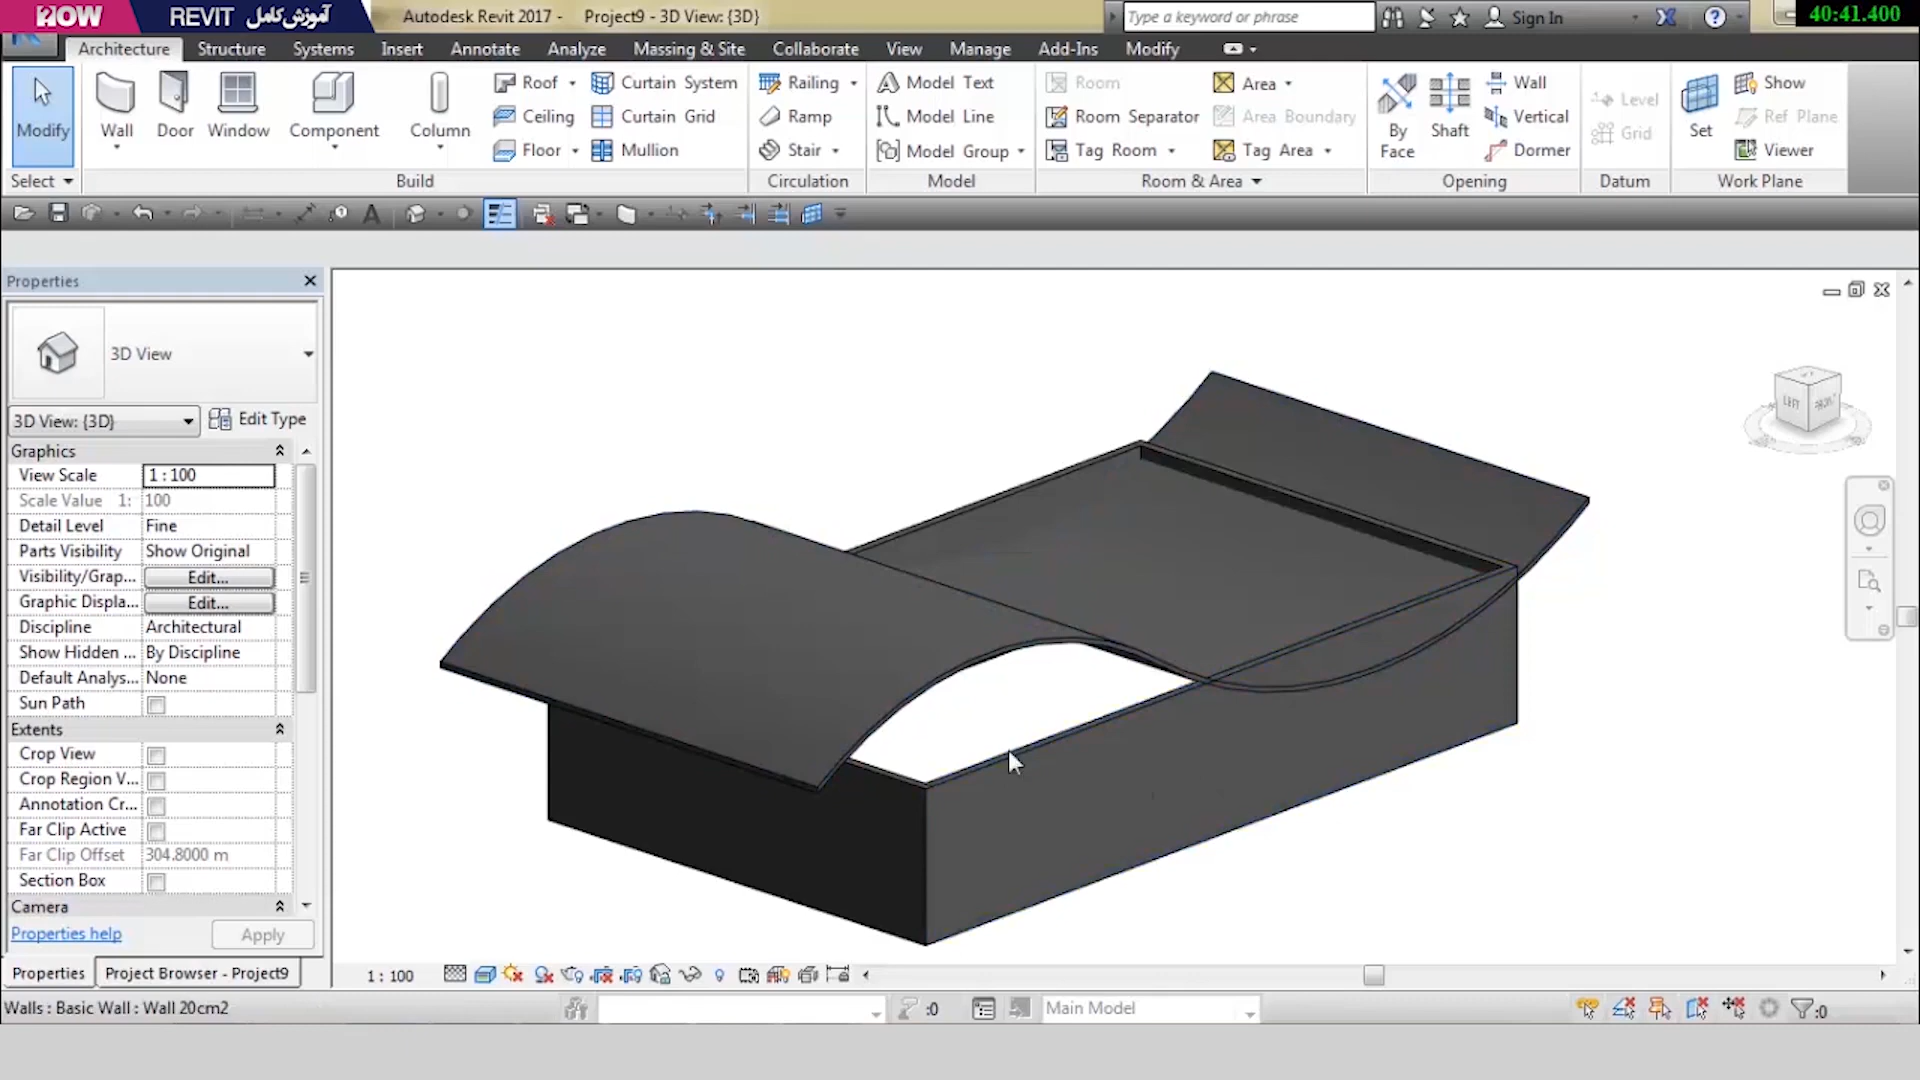 ROW REVIT آموزش کامل
Autodesk Revit 2017 - Project9 - 3D View: {3D}
Type a keyword or phrase
Sign In
40:41.400
Architecture Structure Systems Insert Annotate Analyze Massing & Site Collaborate View Manage Add-Ins Modify
Modify
Select
Wall
Door
Window
Component
Column
Roof
Ceiling
Floor
Curtain System
Curtain Grid
Mullion
Build
Railing
Ramp
Stair
Circulation
Model Text
Model Line
Model Group
Model
Room
Room Separator
Tag Room
Area
Area Boundary
Tag Area
Room & Area
By Face
Shaft
Wall
Vertical
Dormer
Opening
Level
Grid
Datum
Set
Show
Ref Plane
Viewer
Work Plane
Properties
3D View
3D View: {3D}
Edit Type
Graphics
View Scale 1 : 100
Scale Value 1: 100
Detail Level Fine
Parts Visibility Show Original
Visibility/Grap... Edit...
Graphic Displa... Edit...
Discipline Architectural
Show Hidden ... By Discipline
Default Analys... None
Sun Path
Extents
Crop View
Crop Region V...
Annotation Cr...
Far Clip Active
Far Clip Offset 304.8000 m
Section Box
Camera
Properties help
Apply
Properties
Project Browser - Project9
LEFT
FRONT
1 : 100
Walls : Basic Wall : Wall 20cm2
:0
Main Model
:0